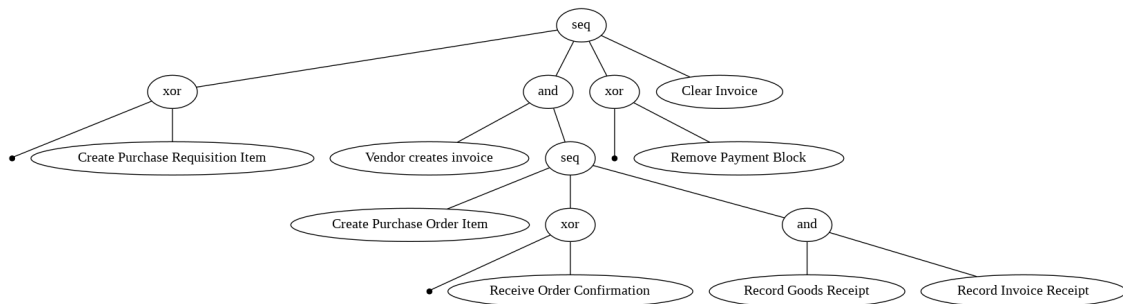 seq
xor
and
xor
Clear Invoice
Create Purchase Requisition Item
Vendor creates invoice
seq
Remove Payment Block
Create Purchase Order Item
xor
and
Receive Order Confirmation
Record Goods Receipt
Record Invoice Receipt